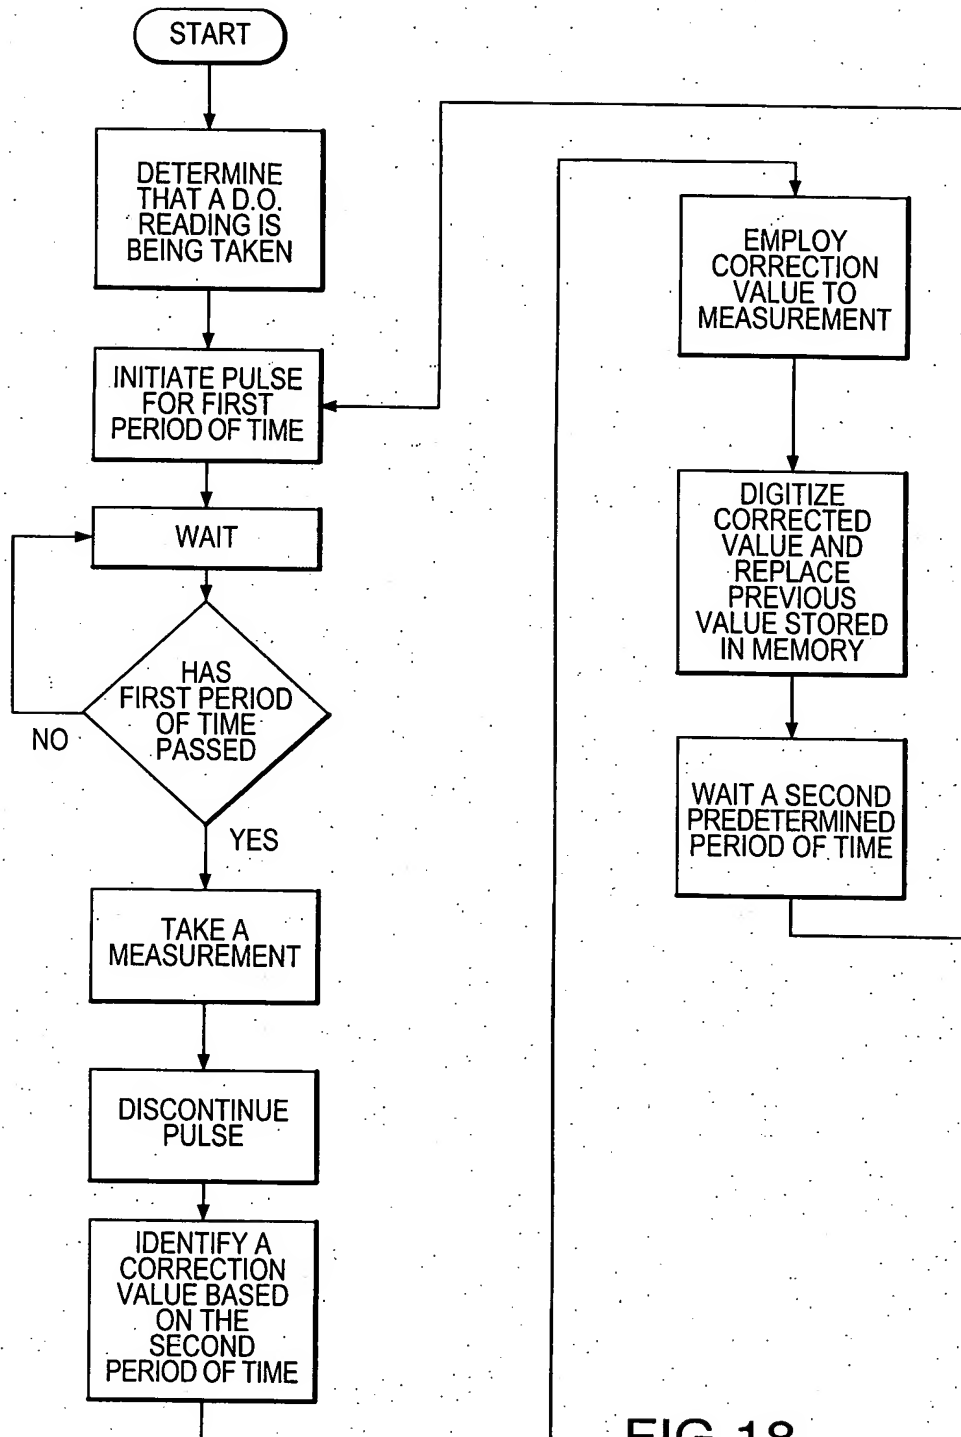 START
DETERMINE
THAT A D.O.
READING IS
BEING TAKEN
INITIATE PULSE
FOR FIRST
PERIOD OF TIME
WAIT
HAS
FIRST PERIOD
OF TIME
PASSED
NO
YES
TAKE A
MEASUREMENT
DISCONTINUE
PULSE
IDENTIFY A
CORRECTION
VALUE BASED
ON THE
SECOND
PERIOD OF TIME
EMPLOY
CORRECTION
VALUE TO
MEASUREMENT
DIGITIZE
CORRECTED
VALUE AND
REPLACE
PREVIOUS
VALUE STORED
IN MEMORY
WAIT A SECOND
PREDETERMINED
PERIOD OF TIME
FIG. 18